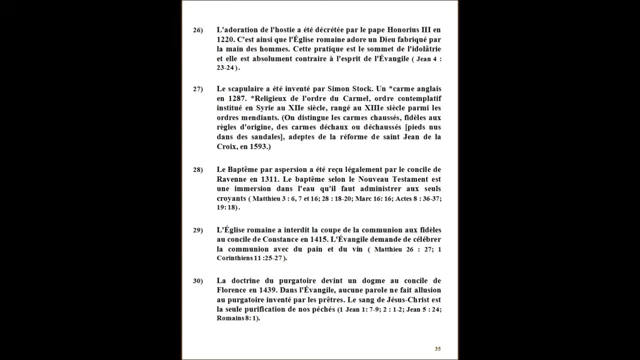 26) L'adoration de l'hostie a été décrétée par le pape Honorius III en
1220. C'est ainsi que l'Église romaine adore un Dieu fabriqué par
la main des hommes. Cette pratique est le sommet de l'idolâtrie
et elle est absolument contraire à l'esprit de l'Évangile ( Jean 4 :
23-24 ).
27) Le scapulaire a été inventé par Simon Stock. Un *carme anglais
en 1287. *Religieux de l'ordre du Carmel, ordre contemplatif
institué en Syrie au XIIe siècle, rangé au XIIIe siècle parmi les
ordres mendiants. (On distingue les carmes chaussés, fidèles aux
règles d'origine, des carmes déchaux ou déchaussés [pieds nus
dans des sandales], adeptes de la réforme de saint Jean de la
Croix, en 1593.)
28) Le Baptême par aspersion a été reçu légalement par le concile de
Ravenne en 1311. Le baptême selon le Nouveau Testament est
une immersion dans l'eau qu'il faut administrer aux seuls
croyants ( Matthieu 3 : 6, 7 et 16; 28 : 18-20; Marc 16: 16; Actes 8 : 36-37;
19: 18).
29) L'Église romaine a interdit la coupe de la communion aux fidèles
au concile de Constance en 1415. L'Évangile demande de célébrer
la communion avec du pain et du vin ( Matthieu 26 : 27; 1
Corinthiens 11 :25-27 ).
30) La doctrine du purgatoire devint un dogme au concile de
Florence en 1439. Dans l'Évangile, aucune parole ne fait allusion
au purgatoire inventé par les prêtres. Le sang de Jésus-Christ est
la seule purification de nos péchés (1 Jean 1: 7-9; 2 : 1-2; Jean 5 : 24;
Romains 8: 1).
35